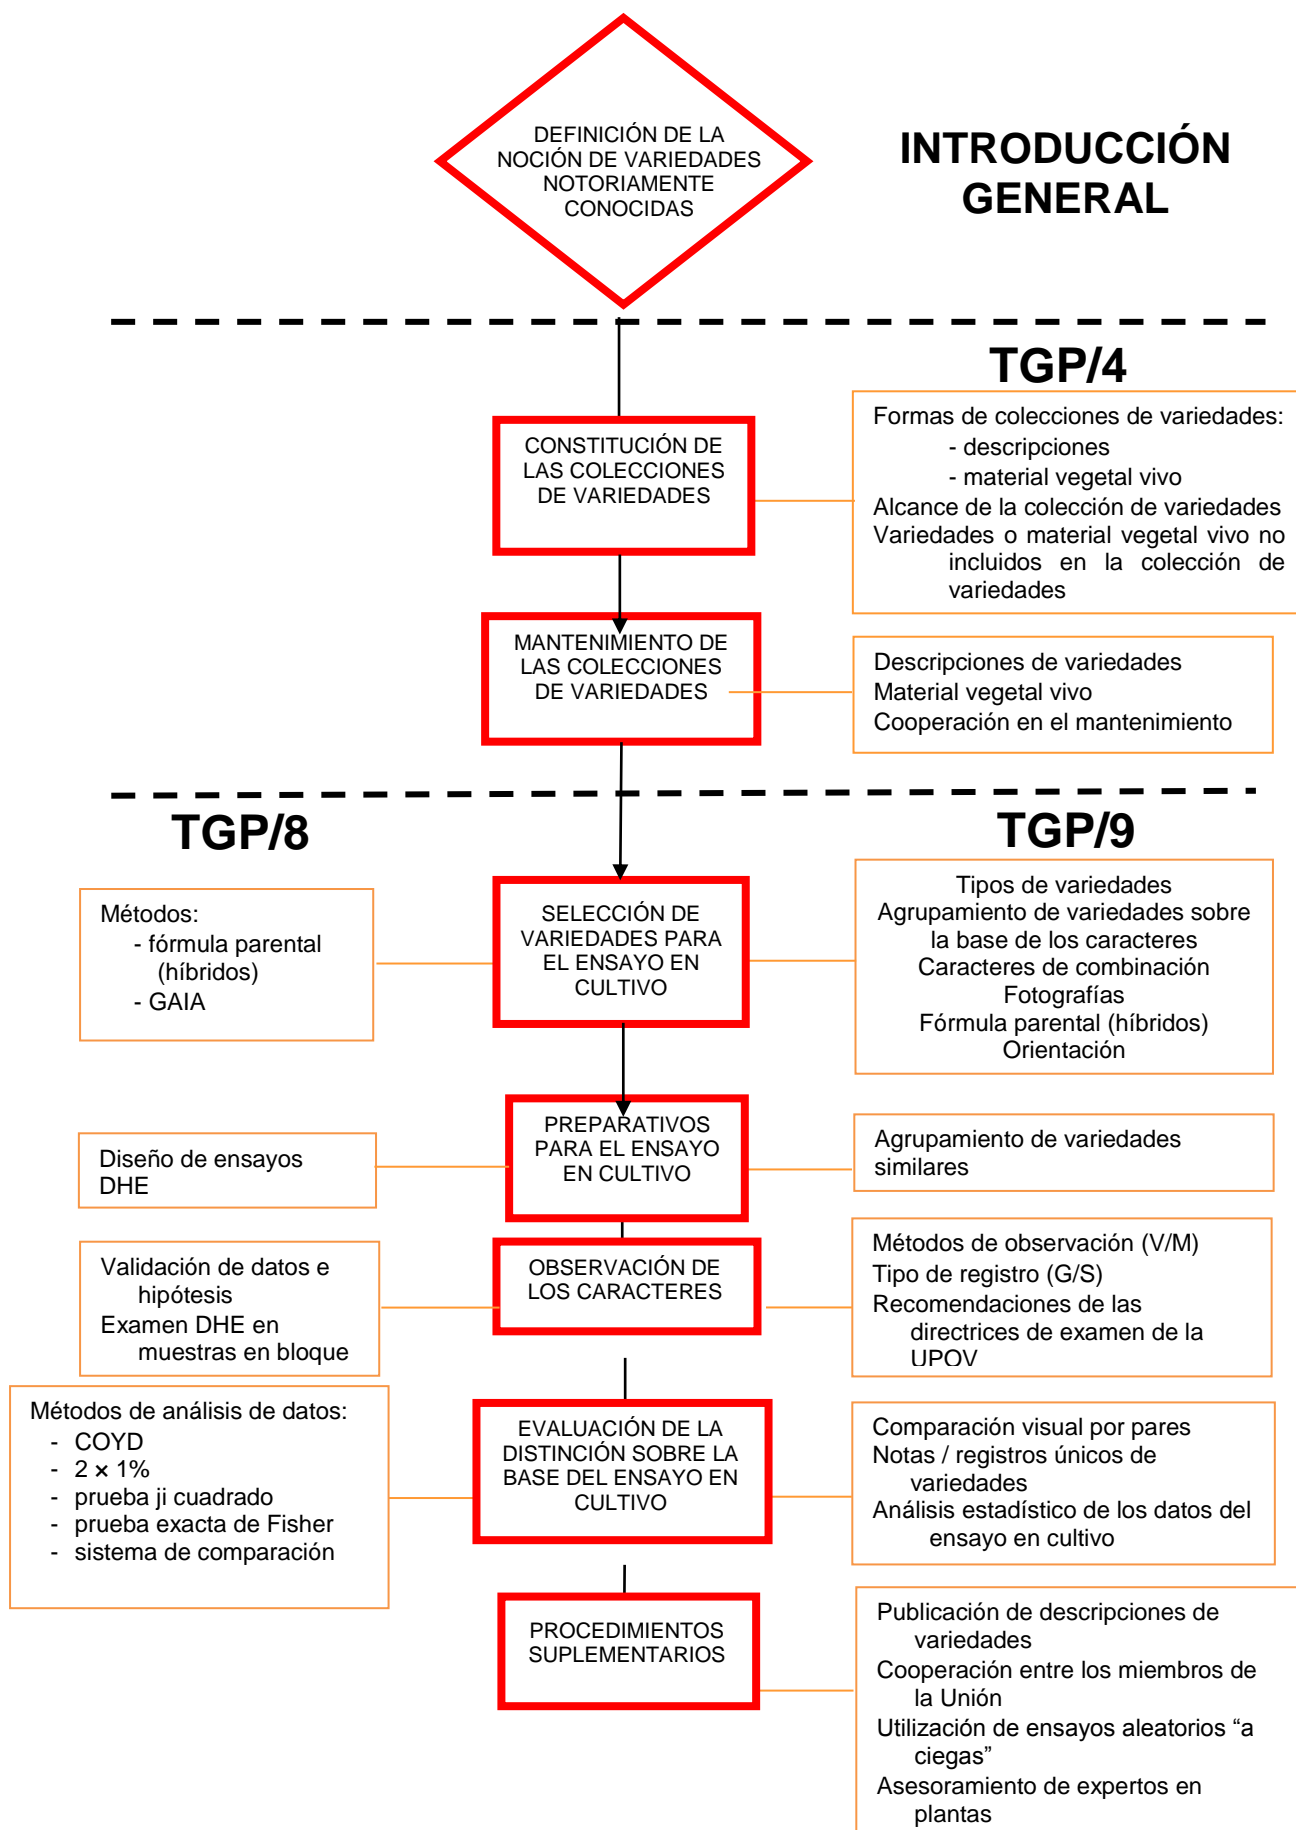 DEFINICIÓN DE LA
NOCIÓN DE VARIEDADES
NOTORIAMENTE
CONOCIDAS
INTRODUCCIÓN
GENERAL
TGP/4
CONSTITUCIÓN DE
LAS COLECCIONES
DE VARIEDADES
Formas de colecciones de variedades:
- descripciones
- material vegetal vivo
Alcance de la colección de variedades
Variedades o material vegetal vivo no
incluidos en la colección de
variedades
MANTENIMIENTO DE
LAS COLECCIONES
DE VARIEDADES
Descripciones de variedades
Material vegetal vivo
Cooperación en el mantenimiento
TGP/8
TGP/9
Métodos:
- fórmula parental
(híbridos)
- GAIA
SELECCIÓN DE
VARIEDADES PARA
EL ENSAYO EN
CULTIVO
Tipos de variedades
Agrupamiento de variedades sobre
la base de los caracteres
Caracteres de combinación
Fotografías
Fórmula parental (híbridos)
Orientación
Diseño de ensayos
DHE
PREPARATIVOS
PARA EL ENSAYO
EN CULTIVO
Agrupamiento de variedades
similares
Validación de datos e
hipótesis
Examen DHE en
muestras en bloque
OBSERVACIÓN DE
LOS CARACTERES
Métodos de observación (V/M)
Tipo de registro (G/S)
Recomendaciones de las
directrices de examen de la
UPOV
Métodos de análisis de datos:
- COYD
- 2 × 1%
- prueba ji cuadrado
- prueba exacta de Fisher
- sistema de comparación
EVALUACIÓN DE LA
DISTINCIÓN SOBRE LA
BASE DEL ENSAYO EN
CULTIVO
Comparación visual por pares
Notas / registros únicos de
variedades
Análisis estadístico de los datos del
ensayo en cultivo
PROCEDIMIENTOS
SUPLEMENTARIOS
Publicación de descripciones de
variedades
Cooperación entre los miembros de
la Unión
Utilización de ensayos aleatorios “a
ciegas”
Asesoramiento de expertos en
plantas